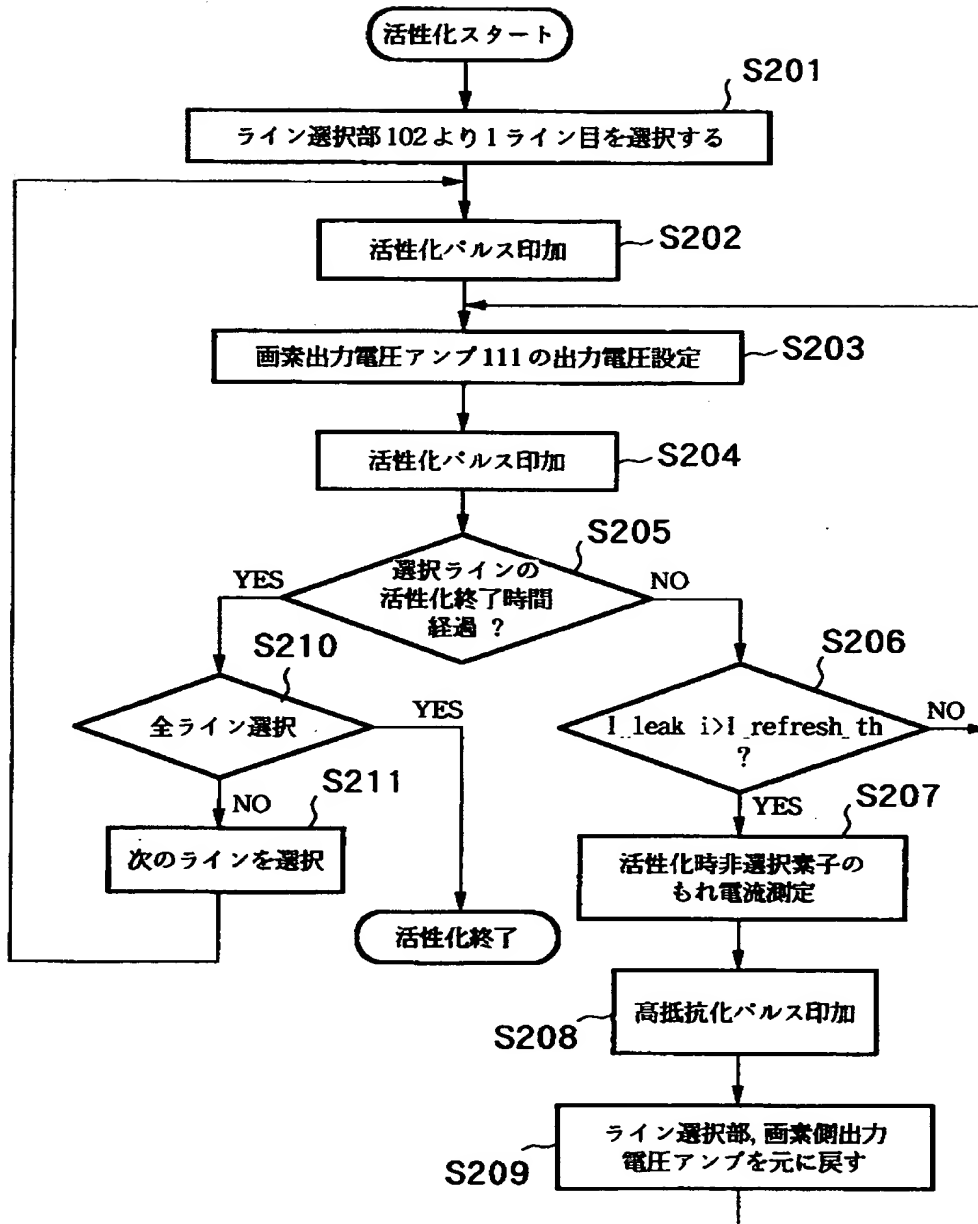 活性化スタート
S201
ライン選択部102より1ライン目を選択する
活性化パルス印加
S202
画素出力電圧アンプ111の出力電圧設定
S203
活性化パルス印加
S204
S205
YES
選択ラインの
活性化終了時間
経過 ?
NO
S210
全ライン選択
YES
S206
I_leak i>I_refresh_th
?
NO
NO
S211
次のラインを選択
YES
S207
活性化時非選択素子の
もれ電流測定
活性化終了
高抵抗化パルス印加
S208
ライン選択部,画素側出力
電圧アンプを元に戻す
S209